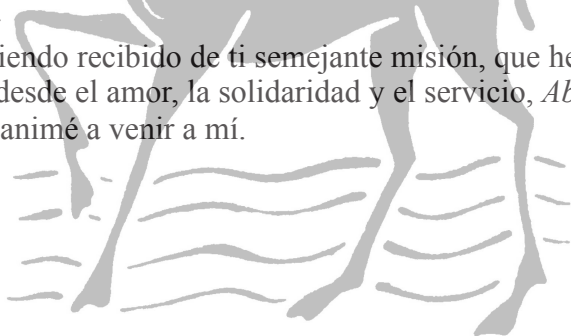 iendo recibido de ti semejante misión, que he
desde el amor, la solidaridad y el servicio, Ab
animé a venir a mí.